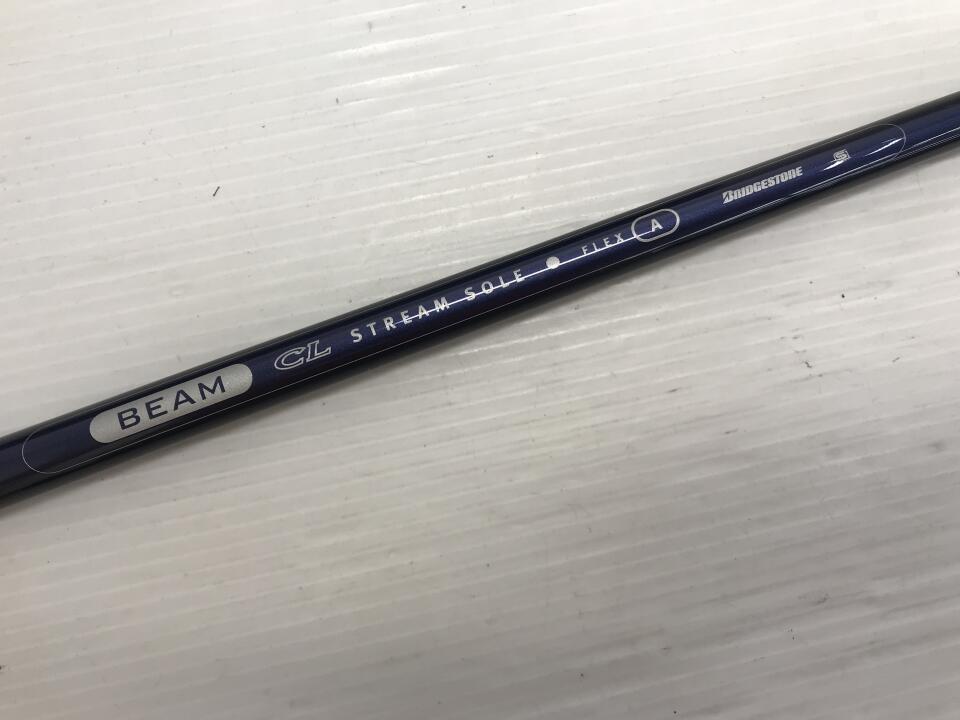 BEAM CL STREAM SOLE ● FLEX A BRIDGESTONE S